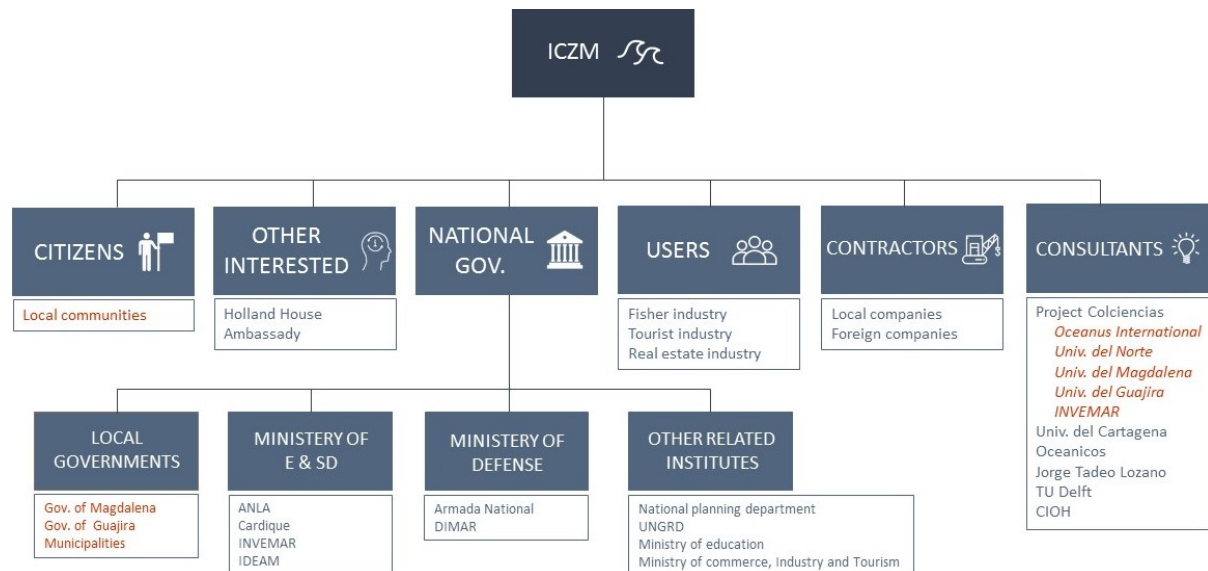 ICZM
CITIZENS
Local communities
OTHER
INTERESTED
Holland House
Ambassady
NATIONAL
GOV.
USERS
Fisher industry
Tourist industry
Real estate industry
CONTRACTORS
Local companies
Foreign companies
CONSULTANTS
Project Colciencias
Oceanus International
Univ. del Norte
Univ. del Magdalena
Univ. del Guajira
INVEMAR
Univ. del Cartagena
Oceanicos
Jorge Tadeo Lozano
TU Delft
CIOH
LOCAL
GOVERNMENTS
Gov. of Magdalena
Gov. of Guajira
Municipalities
MINISTRY OF
E & SD
ANLA
Cardique
INVEMAR
IDEAM
MINISTRY OF
DEFENSE
Armada National
DIMAR
OTHER RELATED
INSTITUTES
National planning department
UNGRD
Ministry of education
Ministry of commerce, Industry and Tourism